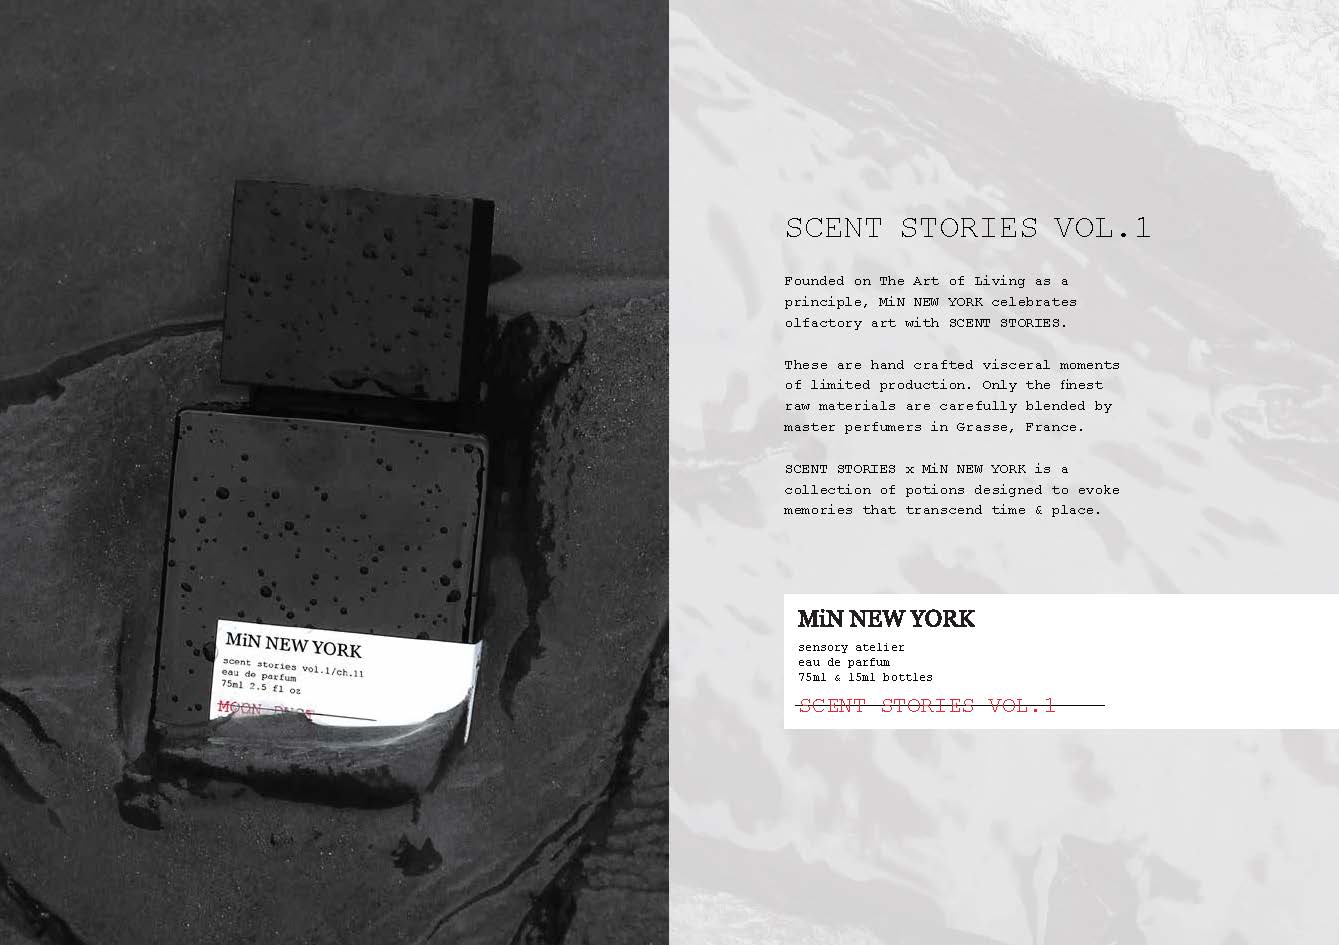 MiN NEW YORK
scent stories vol.1/ch.11
eau de parfum
75ml 2.5 fl oz
MOON DUST
SCENT STORIES VOL.1
Founded on The Art of Living as a
principle, MiN NEW YORK celebrates
olfactory art with SCENT STORIES.
These are hand crafted visceral moments
of limited production. Only the finest
raw materials are carefully blended by
master perfumers in Grasse, France.
SCENT STORIES x MiN NEW YORK is a
collection of potions designed to evoke
memories that transcend time & place.
MiN NEW YORK
sensory atelier
eau de parfum
75ml & 15ml bottles
SCENT STORIES VOL.1